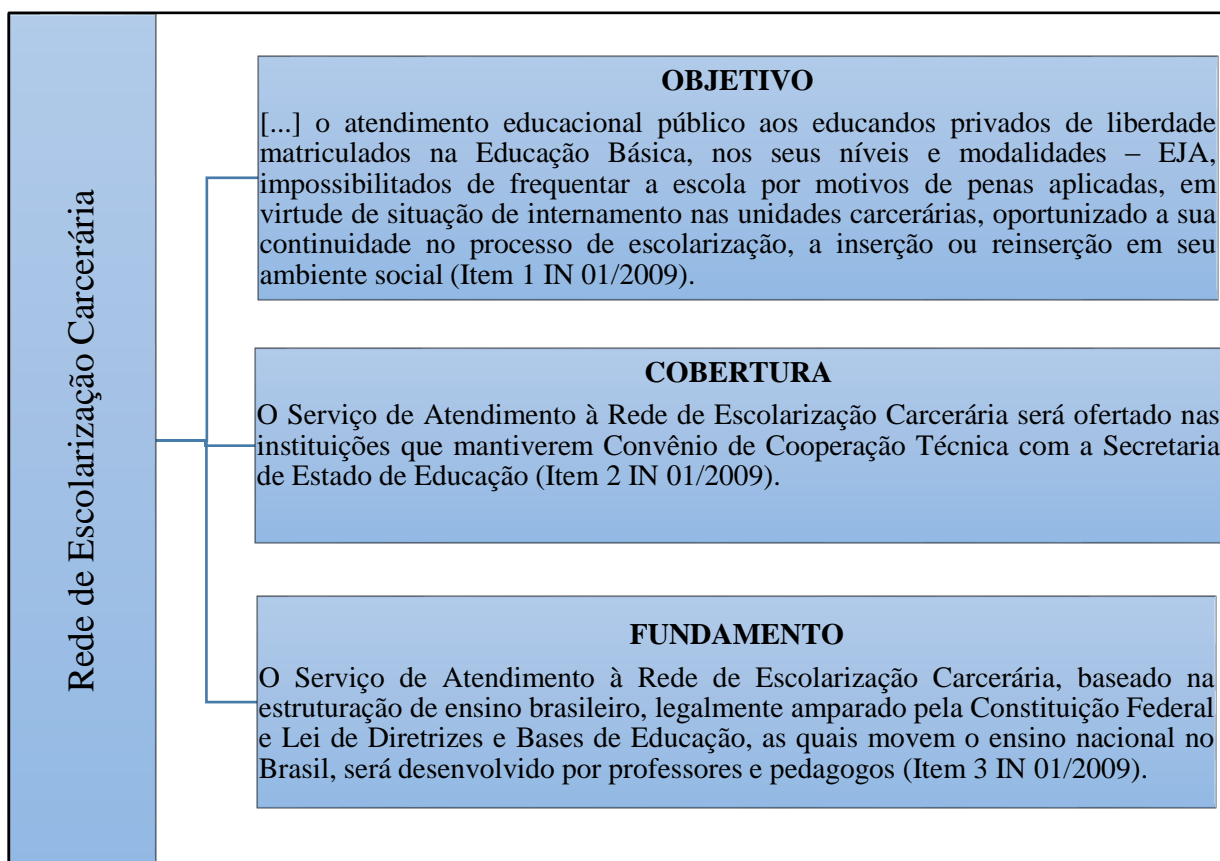 Rede de Escolarização Carcerária
OBJETIVO
[...] o atendimento educacional público aos educandos privados de liberdade
matriculados na Educação Básica, nos seus níveis e modalidades – EJA,
impossibilitados de frequentar a escola por motivos de penas aplicadas, em
virtude de situação de internamento nas unidades carcerárias, oportunizado a sua
continuidade no processo de escolarização, a inserção ou reinserção em seu
ambiente social (Item 1 IN 01/2009).
COBERTURA
O Serviço de Atendimento à Rede de Escolarização Carcerária será ofertado nas
instituições que mantiverem Convênio de Cooperação Técnica com a Secretaria
de Estado de Educação (Item 2 IN 01/2009).
FUNDAMENTO
O Serviço de Atendimento à Rede de Escolarização Carcerária, baseado na
estruturação de ensino brasileiro, legalmente amparado pela Constituição Federal
e Lei de Diretrizes e Bases de Educação, as quais movem o ensino nacional no
Brasil, será desenvolvido por professores e pedagogos (Item 3 IN 01/2009).